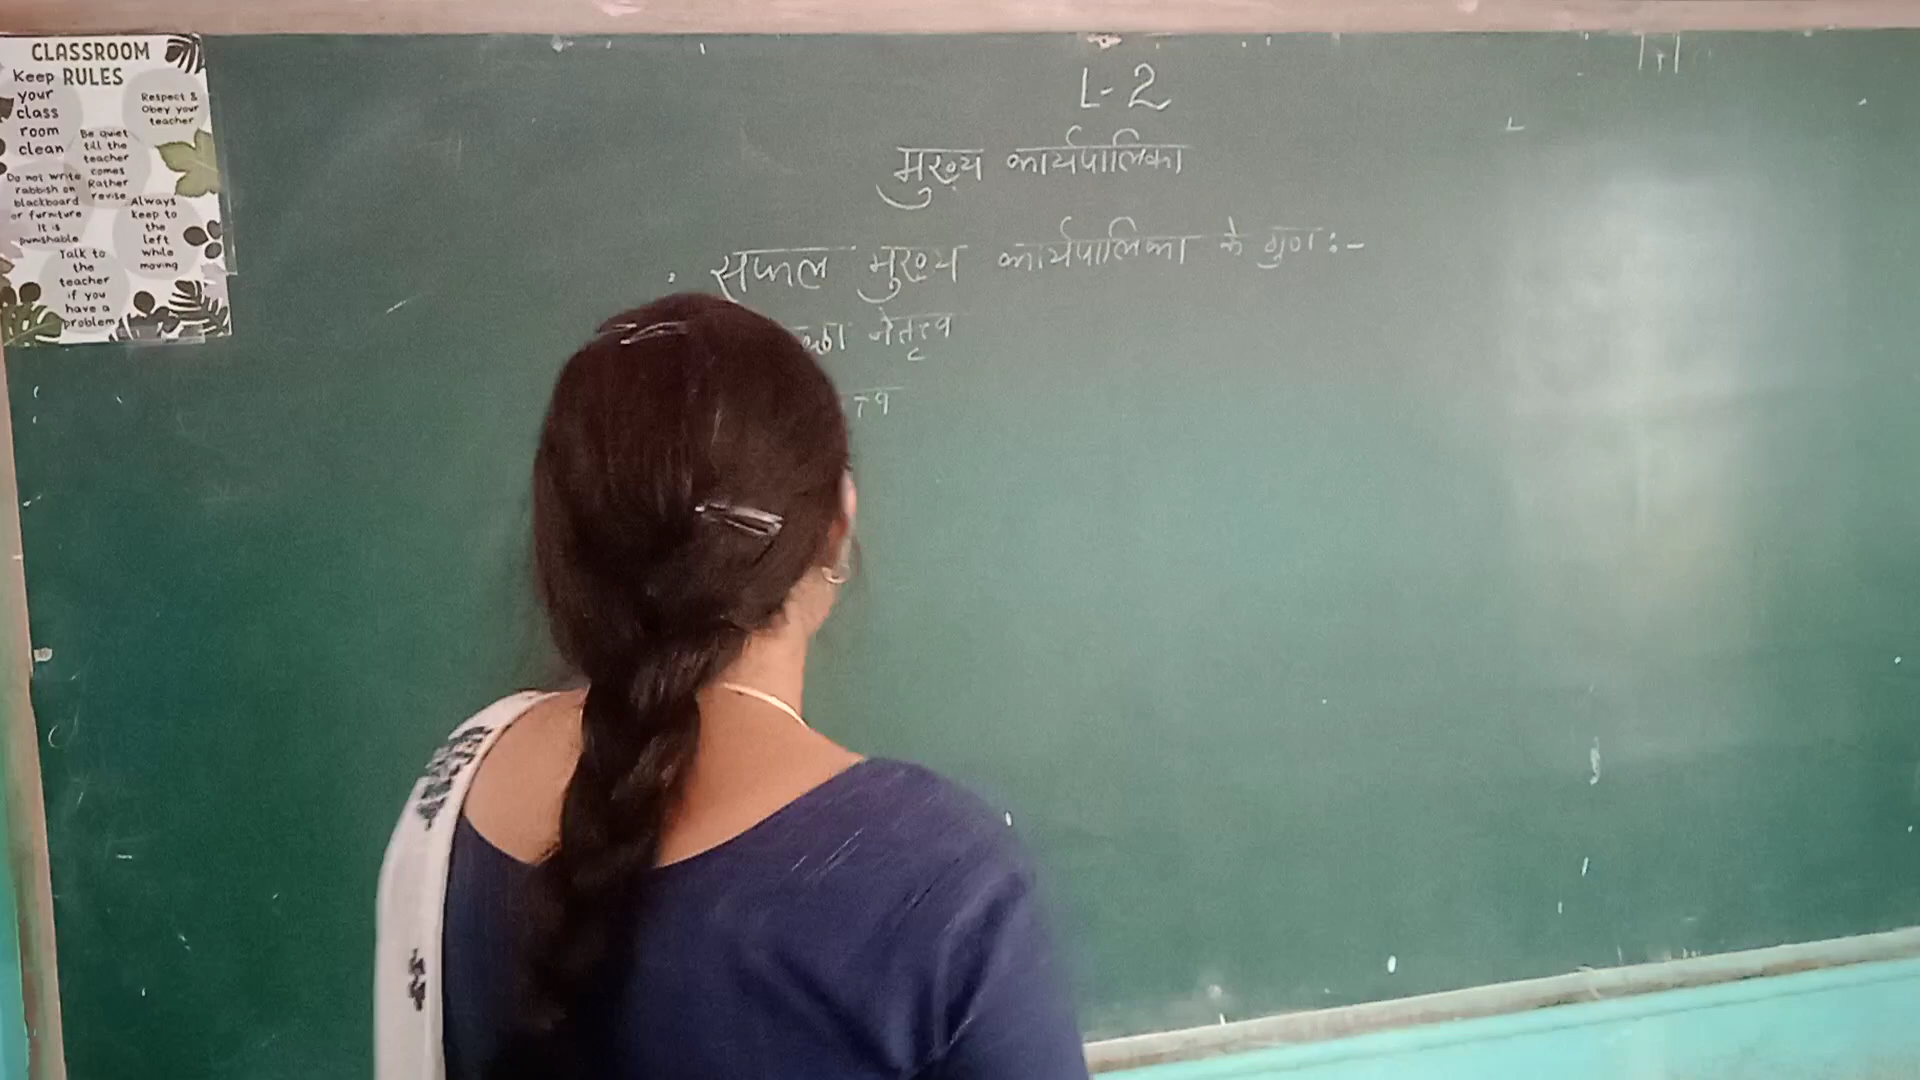 CLASSROOM
RULES
Keep
your
class
room
clean
Respect &
Obey your
teacher
Be quiet
till the
teacher
comes
Rather
revise
Do not write
rabbish on
blackboard
or furniture
It is
punishable
Always
keep to
the
left
while
moving
Talk to
the
teacher
if you
have a
problem
L-2
मुख्य कार्यपालिका
सफल मुख्य कार्यपालिका के गुण :-
नेतृत्व